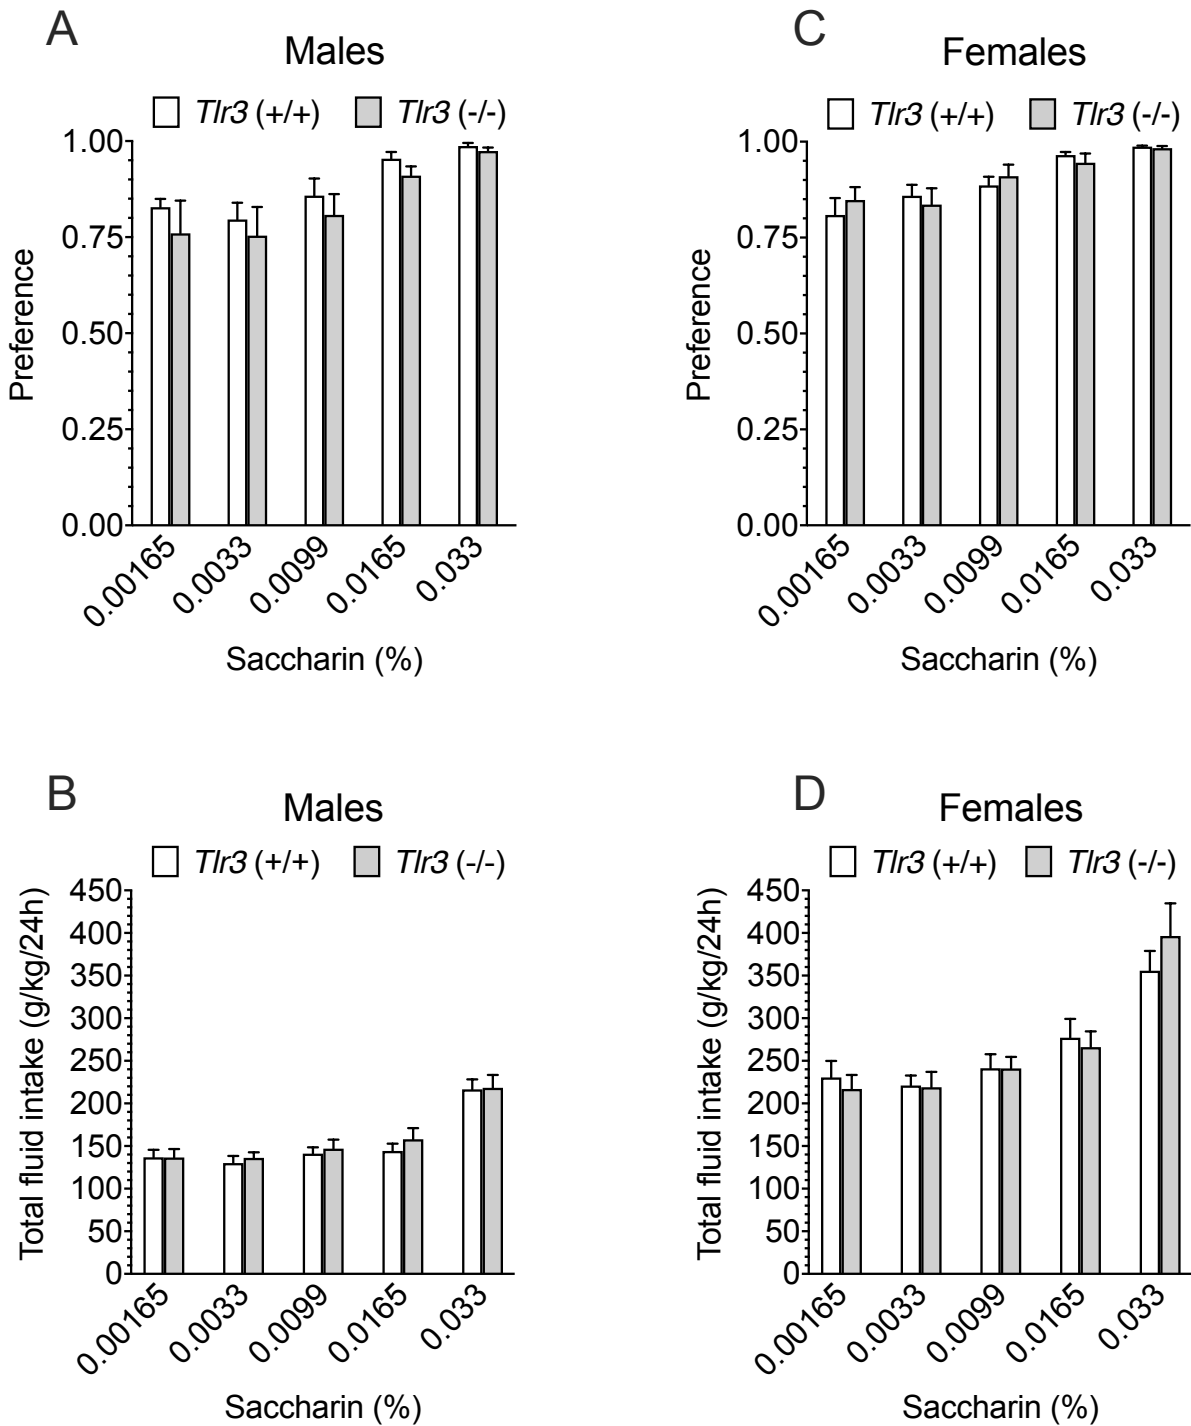 A
Males
Tlr3 (+/+) Tlr3 (-/-)
1.00
0.75
0.50
0.25
0.00
Preference
0.00165
0.0033
0.0099
0.0165
0.033
Saccharin (%)
C
Females
Tlr3 (+/+) Tlr3 (-/-)
1.00
0.75
0.50
0.25
0.00
Preference
0.00165
0.0033
0.0099
0.0165
0.033
Saccharin (%)
B
Males
Tlr3 (+/+) Tlr3 (-/-)
450
400
350
300
250
200
150
100
50
0
Total fluid intake (g/kg/24h)
0.00165
0.0033
0.0099
0.0165
0.033
Saccharin (%)
D
Females
Tlr3 (+/+) Tlr3 (-/-)
450
400
350
300
250
200
150
100
50
0
Total fluid intake (g/kg/24h)
0.00165
0.0033
0.0099
0.0165
0.033
Saccharin (%)